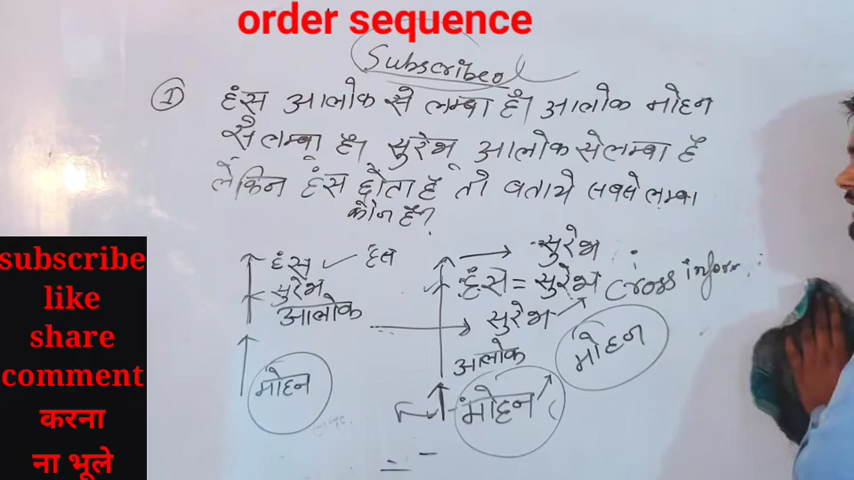 order sequence
Subscribed
① हंस आलोक से लम्बा है। आलोक मोहन
से लम्बा है। सुरेश आलोक से लम्बा है
लेकिन हंस छोटा है तो बताये सबसे लम्बा
कौन है?
subscribe
like
share
comment
करना
ना भूले
हंस ✓ हंस
सुरेश
आलोक
मोहन
सुरेश
हंस = सुरेश cross inform
सुरेश
आलोक
मोहन
मोहन